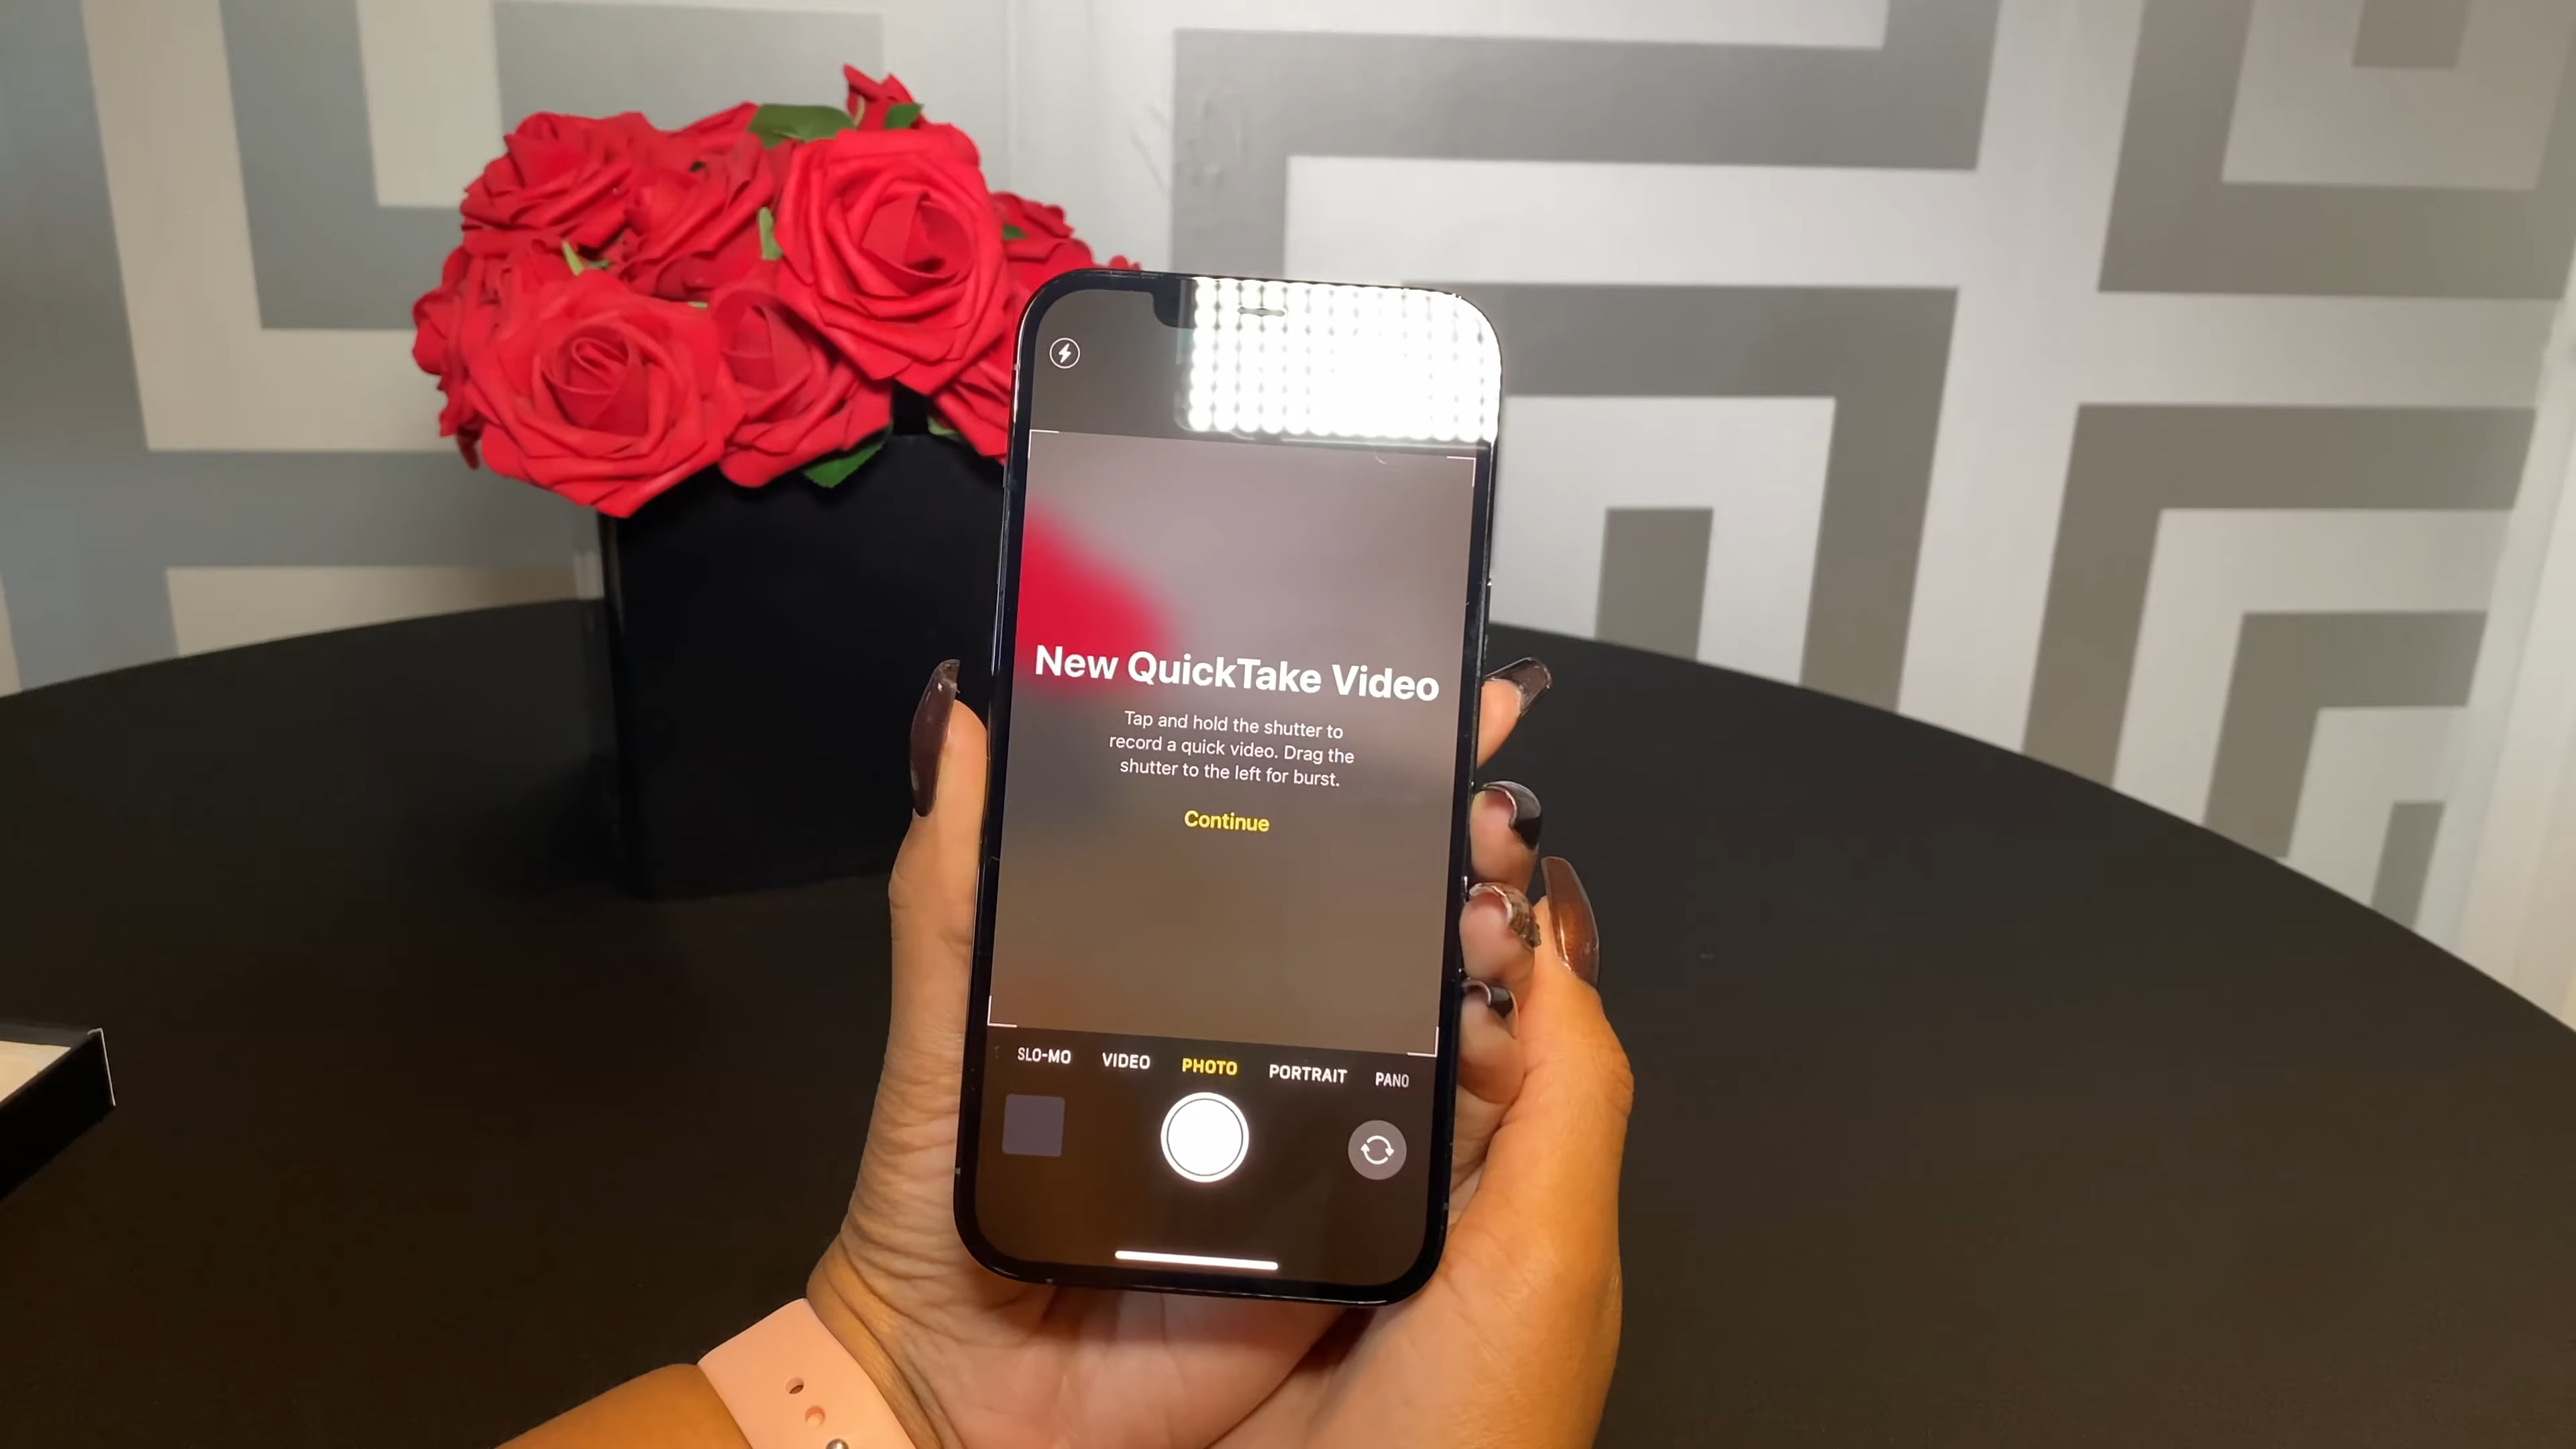 New QuickTake Video
Tap and hold the shutter to
record a quick video. Drag the
shutter to the left for burst.
Continue
SLO-MO VIDEO PHOTO PORTRAIT PANO